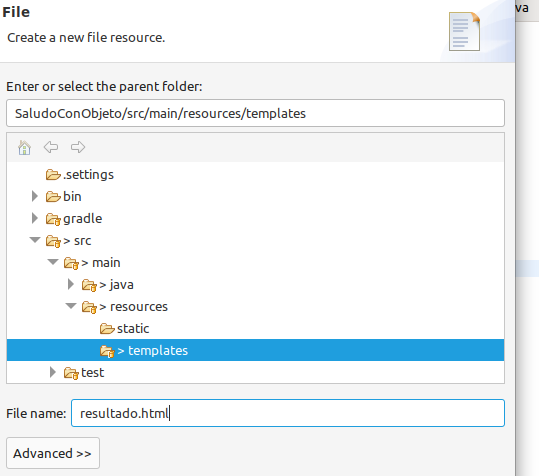 File
Create a new file resource.
ava
Enter or select the parent folder:
SaludoConObjeto/src/main/resources/templates
.settings
bin
gradle
> src
> main
> java
> resources
static
> templates
test
File name: resultado.html
Advanced >>